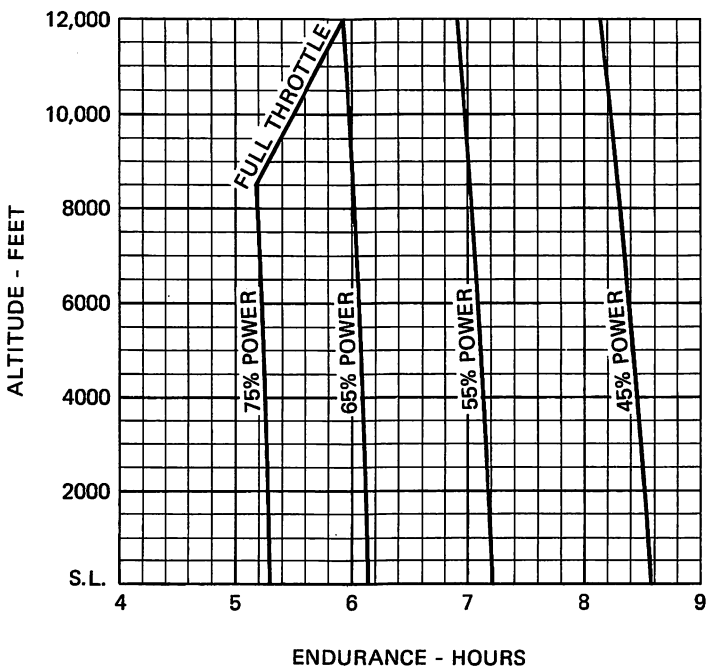 12,000
10,000
8000
6000
4000
2000
S.L.
ALTITUDE - FEET
FULL THROTTLE
75% POWER
65% POWER
55% POWER
45% POWER
4 5 6 7 8 9
ENDURANCE - HOURS